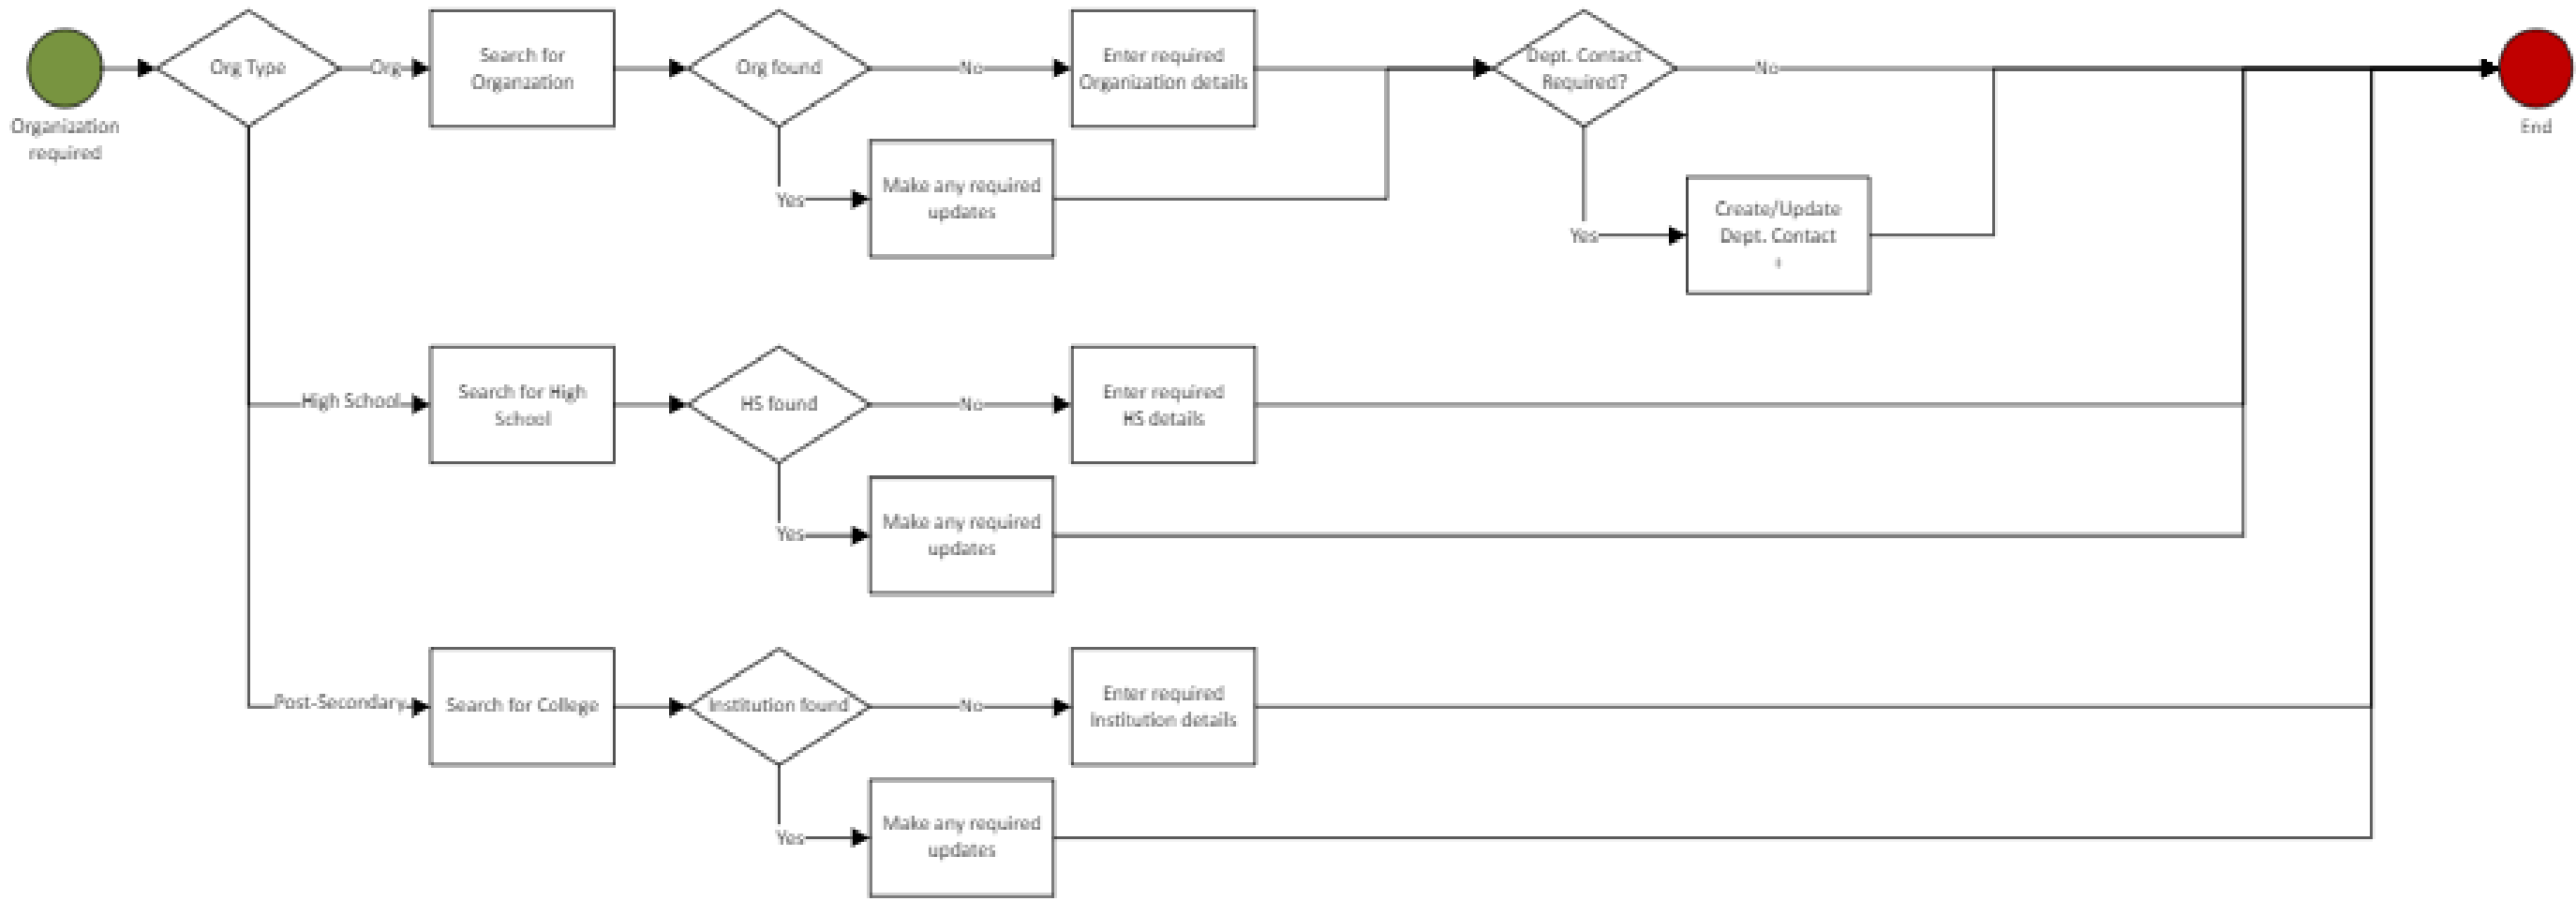 Organization
required
Org Type
Org
Search for
Organzation
Org found
No
Enter required
Organization details
Yes
Make any required
updates
Dept. Contact
Required?
No
Yes
Create/Update
Dept. Contact
+
End
High School
Search for High
School
HS found
No
Enter required
HS details
Yes
Make any required
updates
Post-Secondary
Search for College
Institution found
No
Enter required
Institution details
Yes
Make any required
updates